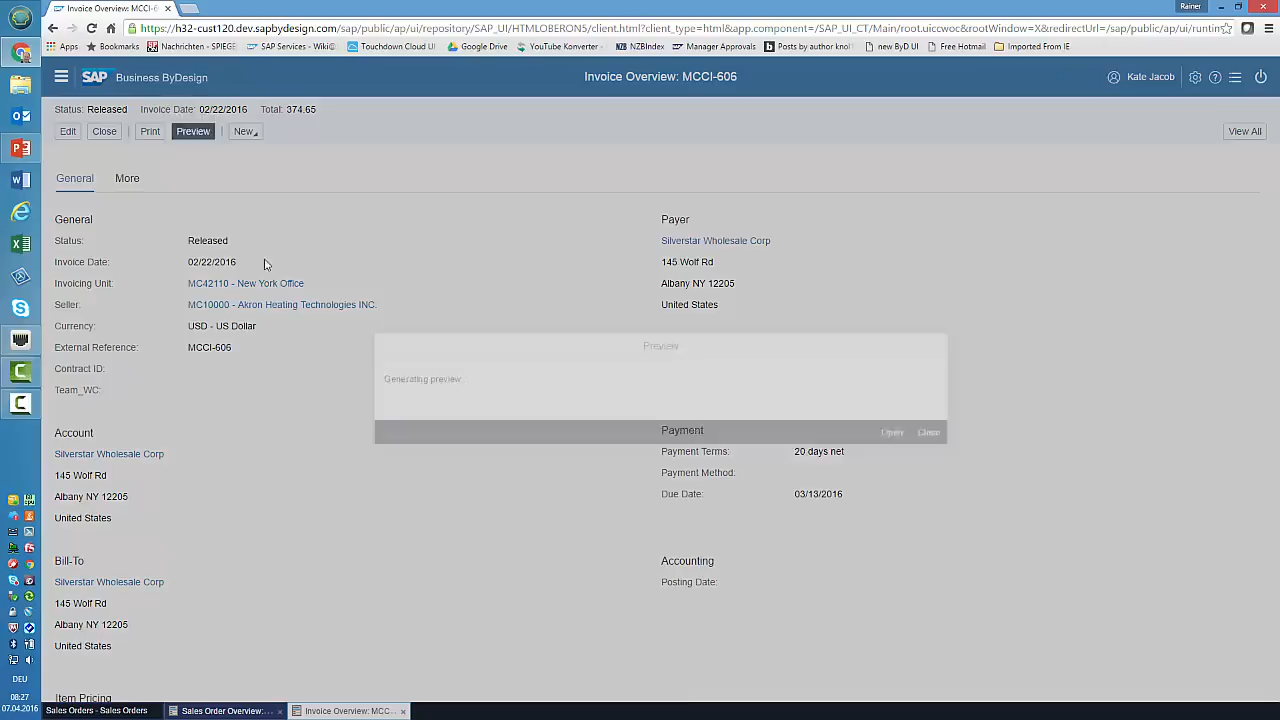 Invoice Overview: MCCI-6
Rainer
https://h32-cust120.dev.sapbydesign.com/sap/public/ap/ui/repository/SAP_UI/HTMLOBERON5/client.html?client_type=html&app.component=/SAP_UI_CT/Main/root.uiccwoc&rootWindow=X&redirectUrl=/sap/public/ap/ui/runtim
Apps Bookmarks Nachrichten - SPIEGE SAP Services - Wiki@ Touchdown Cloud UI Google Drive YouTube Konverter NZBIndex Manager App Posts by author knol new ByD UI Free Hotmail Imported From IE
SAP Business ByDesign Invoice Overview: MCCI-606 Kate Jacob
Status: Released Invoice Date: 02/22/2016 Total: 374.65
Edit Close Print Preview New View All
General More
General Payer
Status: Released Silverstar Wholesale Corp
Invoice Date: 02/22/2016 145 Wolf Rd
Invoicing Unit: MC42110 - New York Office Albany NY 12205
Seller: MC10000 - Akron Heating Technologies INC. United States
Currency: USD - US Dollar
External Reference: MCCI-606
Preview
Contract ID:
Generating preview...
Team_WC:
Account Payment Open Close
Silverstar Wholesale Corp Payment Terms: 20 days net
145 Wolf Rd Payment Method:
Albany NY 12205 Due Date: 03/13/2016
United States
Bill-To Accounting
Silverstar Wholesale Corp Posting Date:
145 Wolf Rd
Albany NY 12205
United States
Item Pricing
DEU
08:27
07.04.2016
Sales Orders - Sales Orders Sales Order Overview:... Invoice Overview: MCC...